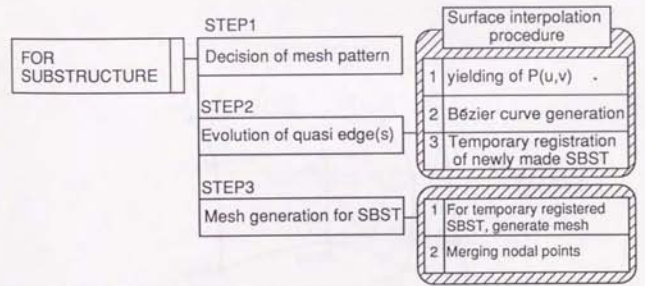 FOR
SUBSTRUCTURE
STEP1
Decision of mesh pattern
STEP2
Evolution of quasi edge(s)
STEP3
Mesh generation for SBST
Surface interpolation
procedure
1 yielding of P(u,v)
2 Bézier curve generation
3 Temporary registration
of newly made SBST
1 For temporary registered
SBST, generate mesh
2 Merging nodal points